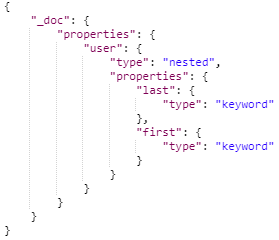 {
    "_doc": {
        "properties": {
            "user": {
                "type": "nested",
                "properties": {
                    "last": {
                        "type": "keyword"
                    },
                    "first": {
                        "type": "keyword"
                    }
                }
            }
        }
    }
}